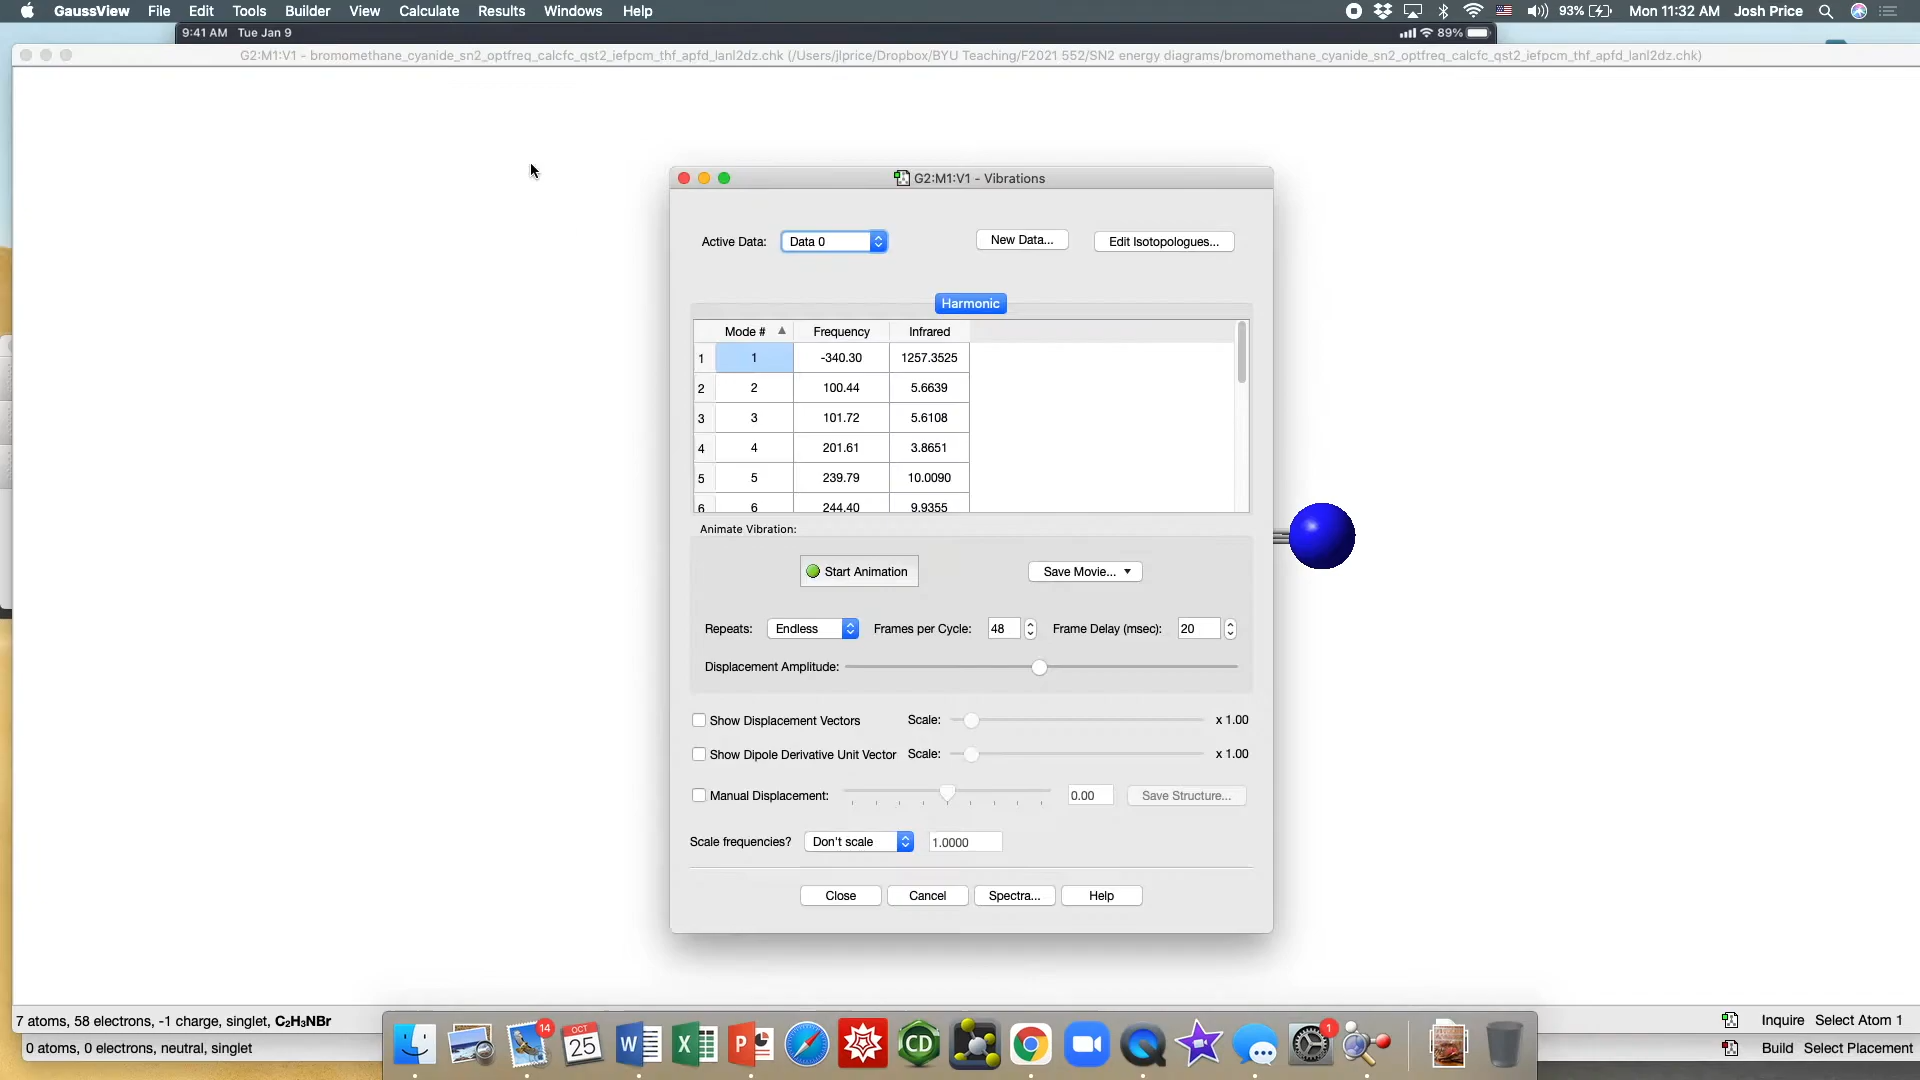 GaussView File Edit Tools Builder View Calculate Results Windows Help 93% Mon 11:32 AM Josh Price
9:41 AM Tue Jan 9 89%
G2:M1:V1 - bromomethane_cyanide_sn2_optfreq_calcfc_qst2_iefpcm_thf_apfd_lanl2dz.chk (/Users/jlprice/Dropbox/BYU Teaching/F2021 552/SN2 energy diagrams/bromomethane_cyanide_sn2_optfreq_calcfc_qst2_iefpcm_thf_apfd_lanl2dz.chk)
G2:M1:V1 - Vibrations
Active Data: Data 0 New Data... Edit Isotopologues...
Harmonic
Mode # Frequency Infrared
1 1 -340.30 1257.3525
2 2 100.44 5.6639
3 3 101.72 5.6108
4 4 201.61 3.8651
5 5 239.79 10.0090
6 6 244.40 9.9355
Animate Vibration:
Start Animation Save Movie...
Repeats: Endless Frames per Cycle: 48 Frame Delay (msec): 20
Displacement Amplitude:
Show Displacement Vectors Scale: x 1.00
Show Dipole Derivative Unit Vector Scale: x 1.00
Manual Displacement: 0.00 Save Structure...
Scale frequencies? Don't scale 1.0000
Close Cancel Spectra... Help
7 atoms, 58 electrons, -1 charge, singlet, C₂H₃NBr Inquire Select Atom 1
0 atoms, 0 electrons, neutral, singlet Build Select Placement
14
OCT
25
W
X
P
CD
1